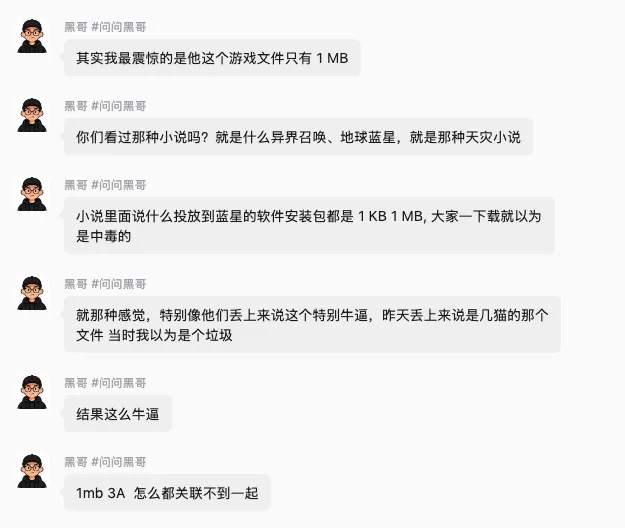 黑哥 #问问黑哥
其实我最震惊的是他这个游戏文件只有 1 MB
黑哥 #问问黑哥
你们看过那种小说吗？就是什么异界召唤、地球蓝星，就是那种天灾小说
黑哥 #问问黑哥
小说里面说什么投放到蓝星的软件安装包都是 1 KB 1 MB, 大家一下载就以为
是中毒的
黑哥 #问问黑哥
就那种感觉，特别像他们丢上来说这个特别牛逼，昨天丢上来说是几猫的那个
文件 当时我以为是个垃圾
黑哥 #问问黑哥
结果这么牛逼
黑哥 #问问黑哥
1mb 3A  怎么都关联不到一起